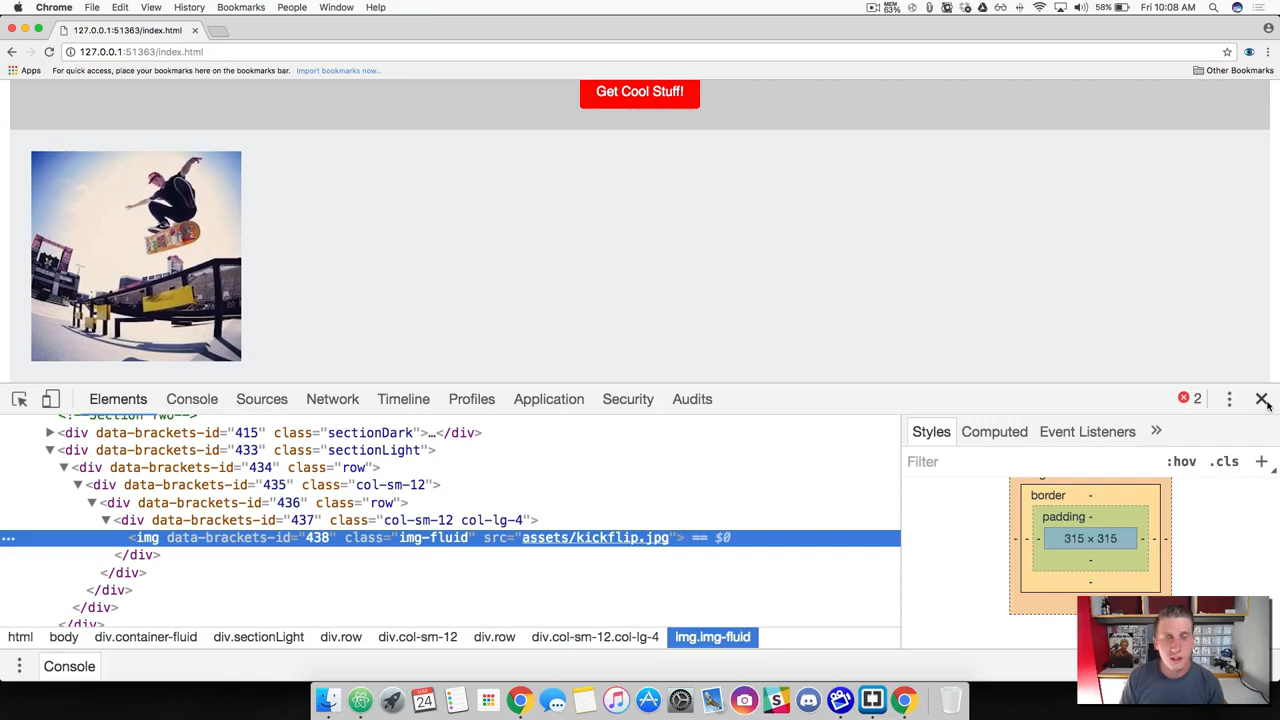 Chrome File Edit View History Bookmarks People Window Help MEM 63% 58% Fri 10:08 AM
127.0.0.1:51363/index.html
127.0.0.1:51363/index.html
Apps For quick access, place your bookmarks here on the bookmarks bar. Import bookmarks now... Other Bookmarks
Get Cool Stuff!
Elements Console Sources Network Timeline Profiles Application Security Audits 2
<!--Section Two-->
<div data-brackets-id="415" class="sectionDark">…</div>
<div data-brackets-id="433" class="sectionLight">
<div data-brackets-id="434" class="row">
<div data-brackets-id="435" class="col-sm-12">
<div data-brackets-id="436" class="row">
<div data-brackets-id="437" class="col-sm-12 col-lg-4">
… <img data-brackets-id="438" class="img-fluid" src="assets/kickflip.jpg"> == $0
</div>
</div>
</div>
</div>
Styles Computed Event Listeners »
Filter :hov .cls +
border -
padding -
- - - 315 × 315 - - -
-
-
html body div.container-fluid div.sectionLight div.row div.col-sm-12 div.row div.col-sm-12.col-lg-4 img.img-fluid
Console
24